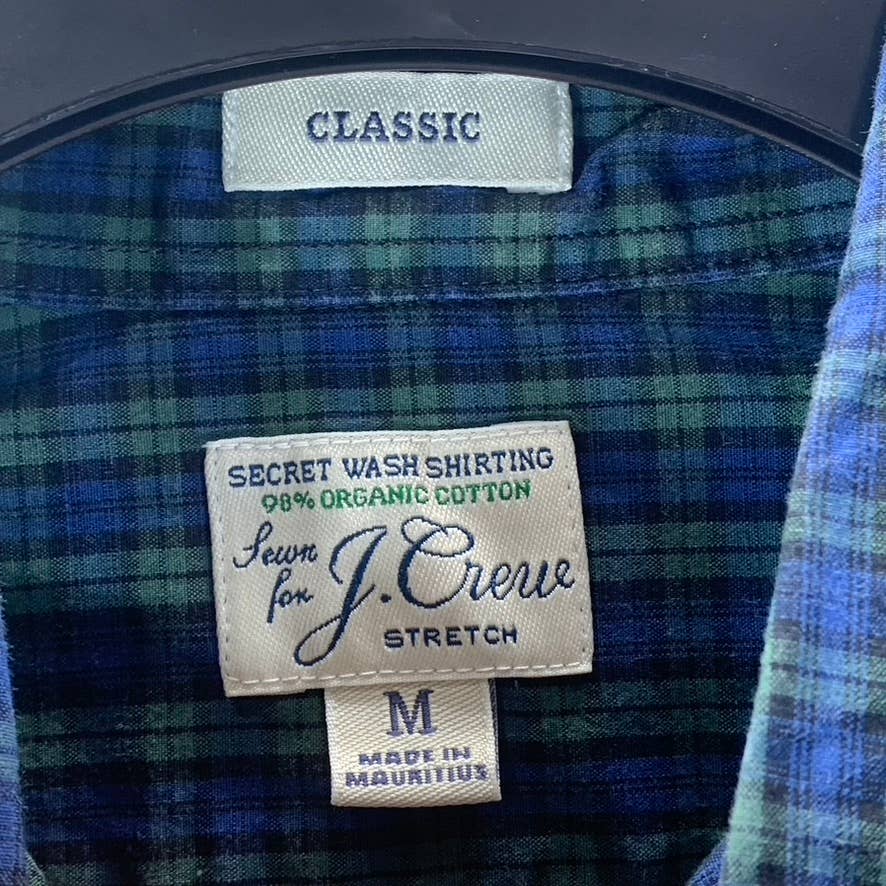 CLASSIC
SECRET WASH SHIRTING
98% ORGANIC COTTON
Sewn
for J.Crew
STRETCH
M
MADE IN
MAURITIUS